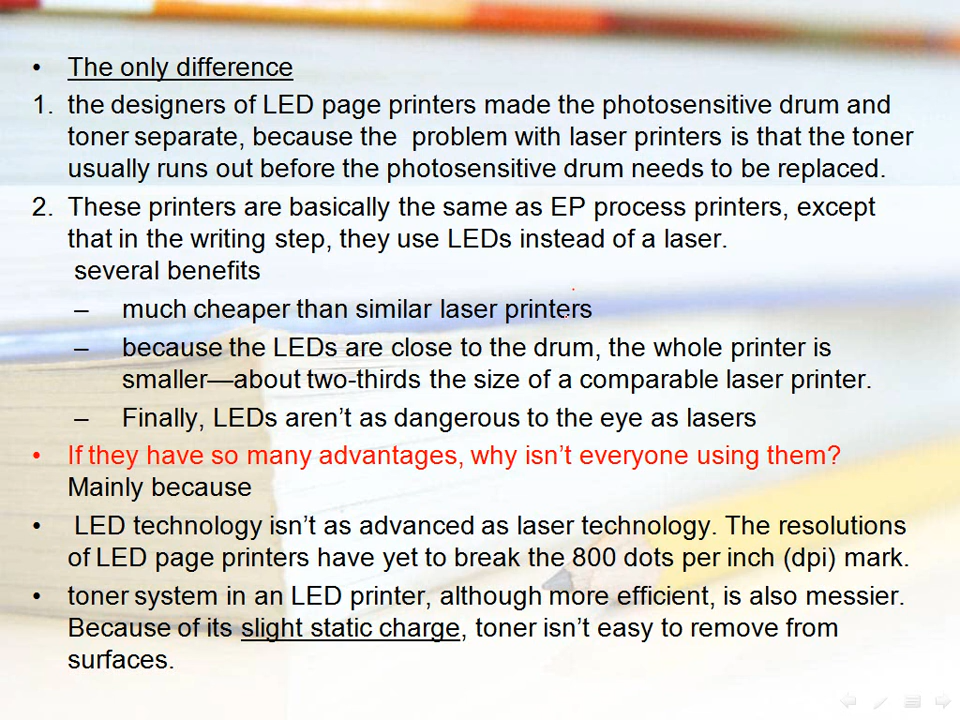 • The only difference
1. the designers of LED page printers made the photosensitive drum and
toner separate, because the problem with laser printers is that the toner
usually runs out before the photosensitive drum needs to be replaced.
2. These printers are basically the same as EP process printers, except
that in the writing step, they use LEDs instead of a laser.
several benefits
– much cheaper than similar laser printers
– because the LEDs are close to the drum, the whole printer is
smaller—about two-thirds the size of a comparable laser printer.
– Finally, LEDs aren’t as dangerous to the eye as lasers
• If they have so many advantages, why isn’t everyone using them?
Mainly because
• LED technology isn’t as advanced as laser technology. The resolutions
of LED page printers have yet to break the 800 dots per inch (dpi) mark.
• toner system in an LED printer, although more efficient, is also messier.
Because of its slight static charge, toner isn’t easy to remove from
surfaces.